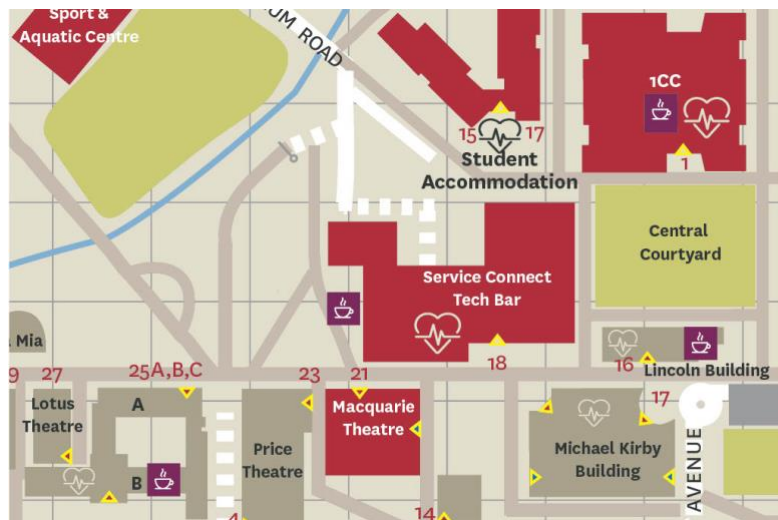 Sport &
Aquatic Centre
UM ROAD
1CC
15
17
1
Student
Accommodation
Central
Courtyard
Service Connect
Tech Bar
18
16
Lincoln Building
Mia
9
27
25A,B,C
23
21
17
Lotus
Theatre
A
B
Price
Theatre
Macquarie
Theatre
Michael Kirby
Building
AVENUE
4
14